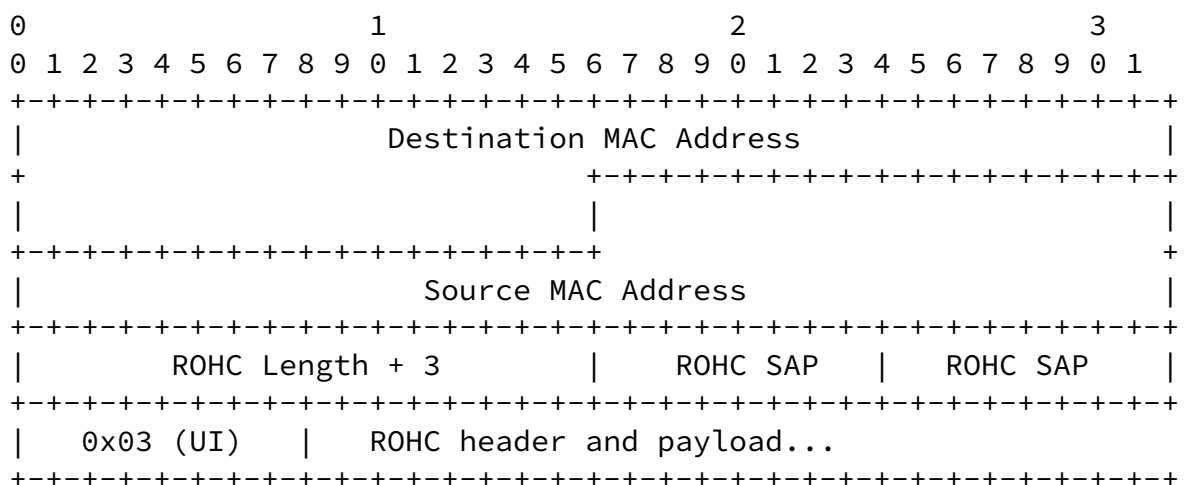 0                   1                   2                   3
0 1 2 3 4 5 6 7 8 9 0 1 2 3 4 5 6 7 8 9 0 1 2 3 4 5 6 7 8 9 0 1
+-+-+-+-+-+-+-+-+-+-+-+-+-+-+-+-+-+-+-+-+-+-+-+-+-+-+-+-+-+-+-+-+
|                    Destination MAC Address                    |
+                               +-+-+-+-+-+-+-+-+-+-+-+-+-+-+-+-+
|                               |                               |
+-+-+-+-+-+-+-+-+-+-+-+-+-+-+-+-+                               +
|                      Source MAC Address                       |
+-+-+-+-+-+-+-+-+-+-+-+-+-+-+-+-+-+-+-+-+-+-+-+-+-+-+-+-+-+-+-+-+
|        ROHC Length + 3        |    ROHC SAP   |   ROHC SAP    |
+-+-+-+-+-+-+-+-+-+-+-+-+-+-+-+-+-+-+-+-+-+-+-+-+-+-+-+-+-+-+-+-+
|   0x03 (UI)   |   ROHC header and payload...
+-+-+-+-+-+-+-+-+-+-+-+-+-+-+-+-+-+-+-+-+-+-+-+-+-+-+-+-+-+-+-+-+